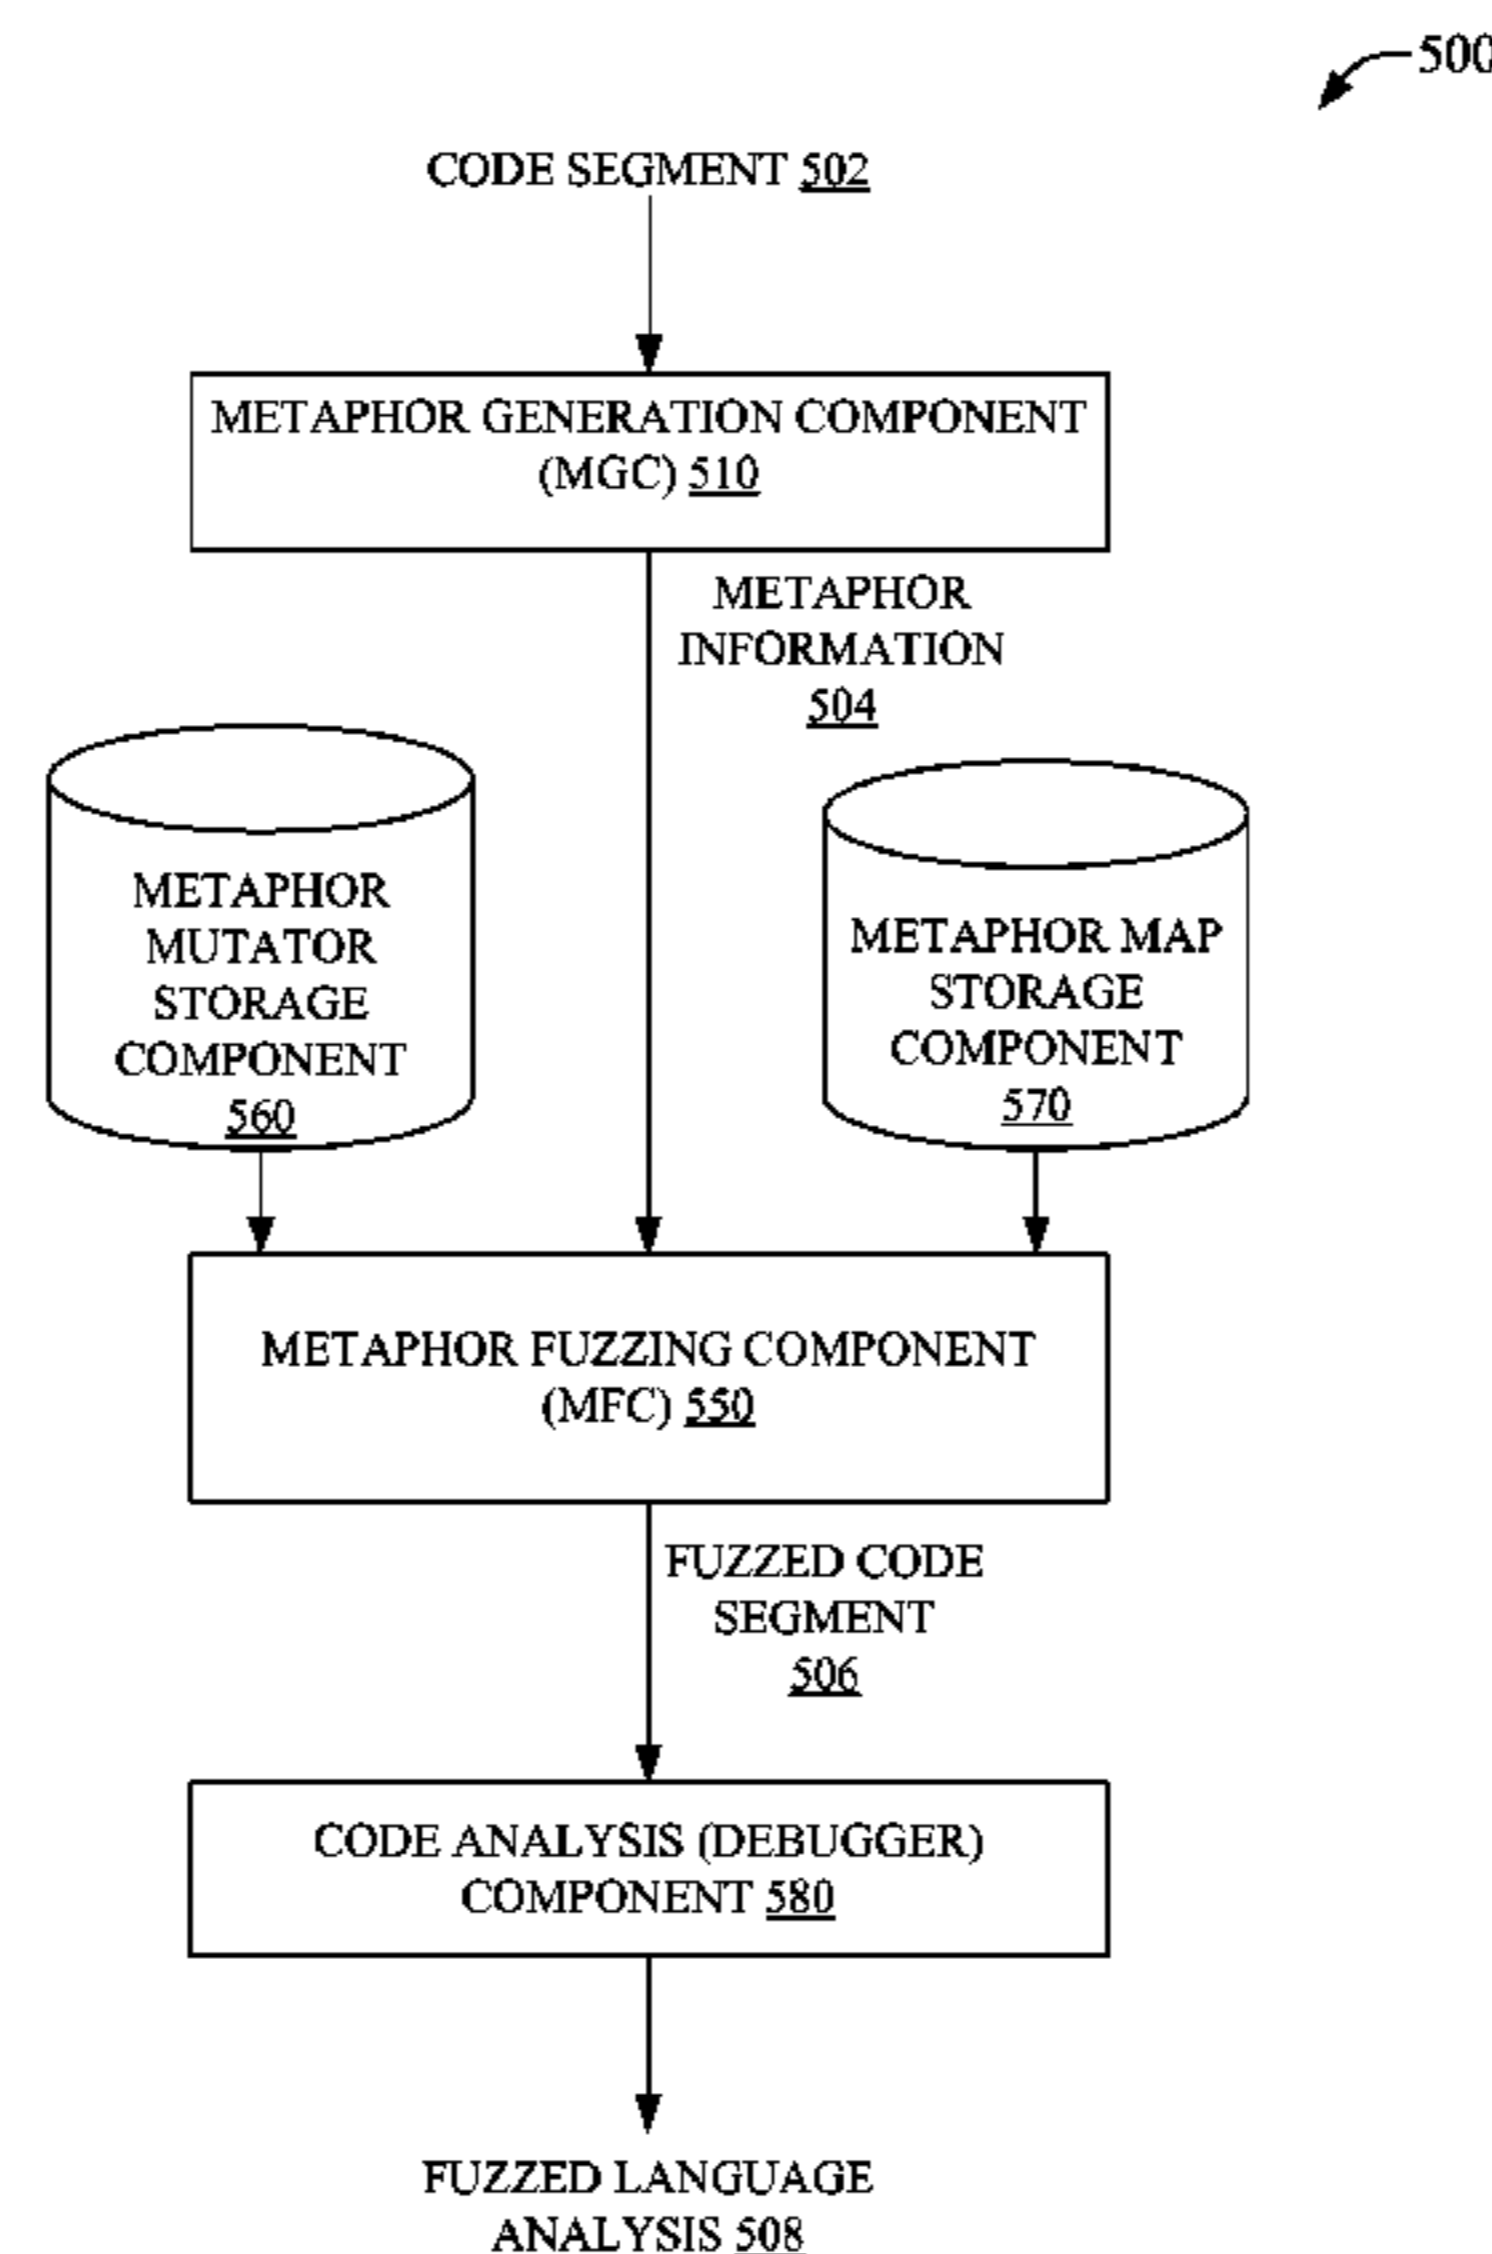 500
CODE SEGMENT 502
METAPHOR GENERATION COMPONENT
(MGC) 510
METAPHOR
INFORMATION
504
METAPHOR
MUTATOR
STORAGE
COMPONENT
560
METAPHOR MAP
STORAGE
COMPONENT
570
METAPHOR FUZZING COMPONENT
(MFC) 550
FUZZED CODE
SEGMENT
506
CODE ANALYSIS (DEBUGGER)
COMPONENT 580
FUZZED LANGUAGE
ANALYSIS 508